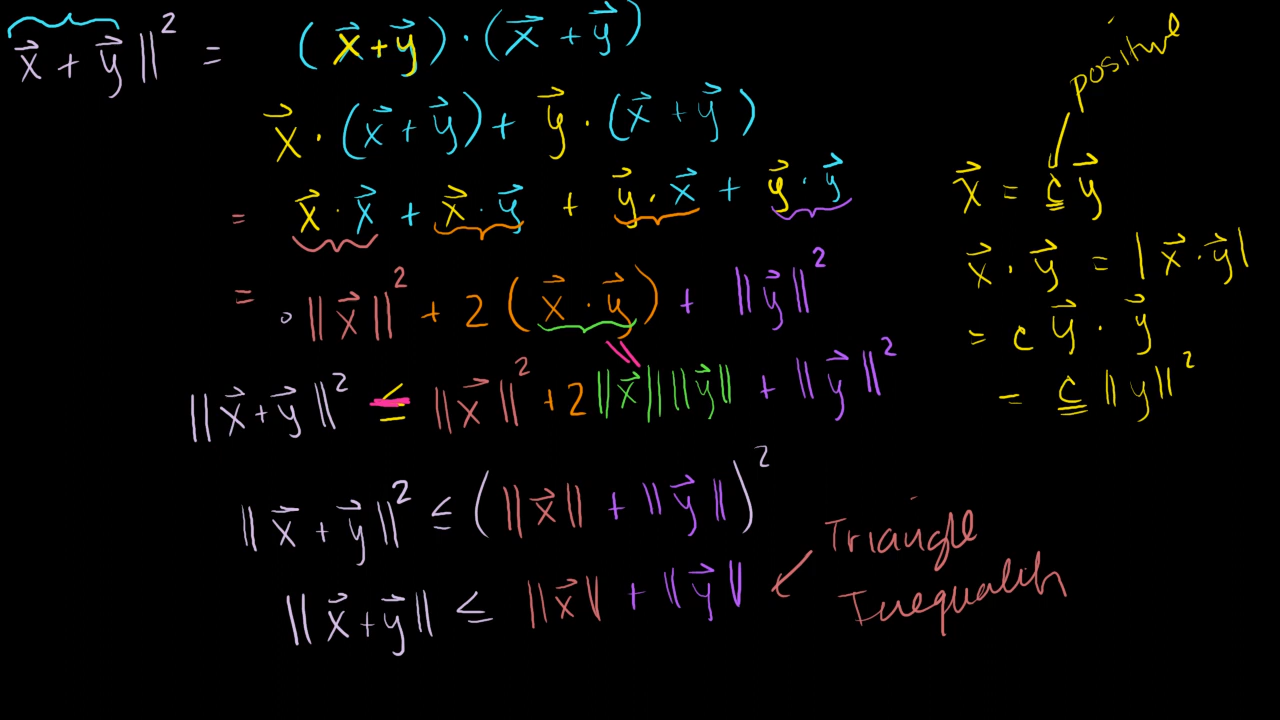 x⃗ + y⃗ ||² = (x⃗ + y⃗) · (x⃗ + y⃗)
x⃗ · (x⃗ + y⃗) + y⃗ · (x⃗ + y⃗)
= x⃗ · x⃗ + x⃗ · y⃗ + y⃗ · x⃗ + y⃗ · y⃗
= ||x⃗||² + 2 (x⃗ · y⃗) + ||y⃗||²
||x⃗ + y⃗||² ≤ ||x⃗||² + 2 ||x⃗|| ||y⃗|| + ||y⃗||²
||x⃗ + y⃗||² ≤ (||x⃗|| + ||y⃗||)²
||x⃗ + y⃗|| ≤ ||x⃗|| + ||y⃗||
Triangle
Inequality
positive
x⃗ = c y⃗
x⃗ · y⃗ = |x⃗ · y⃗|
= c y⃗ · y⃗
= c ||y||²